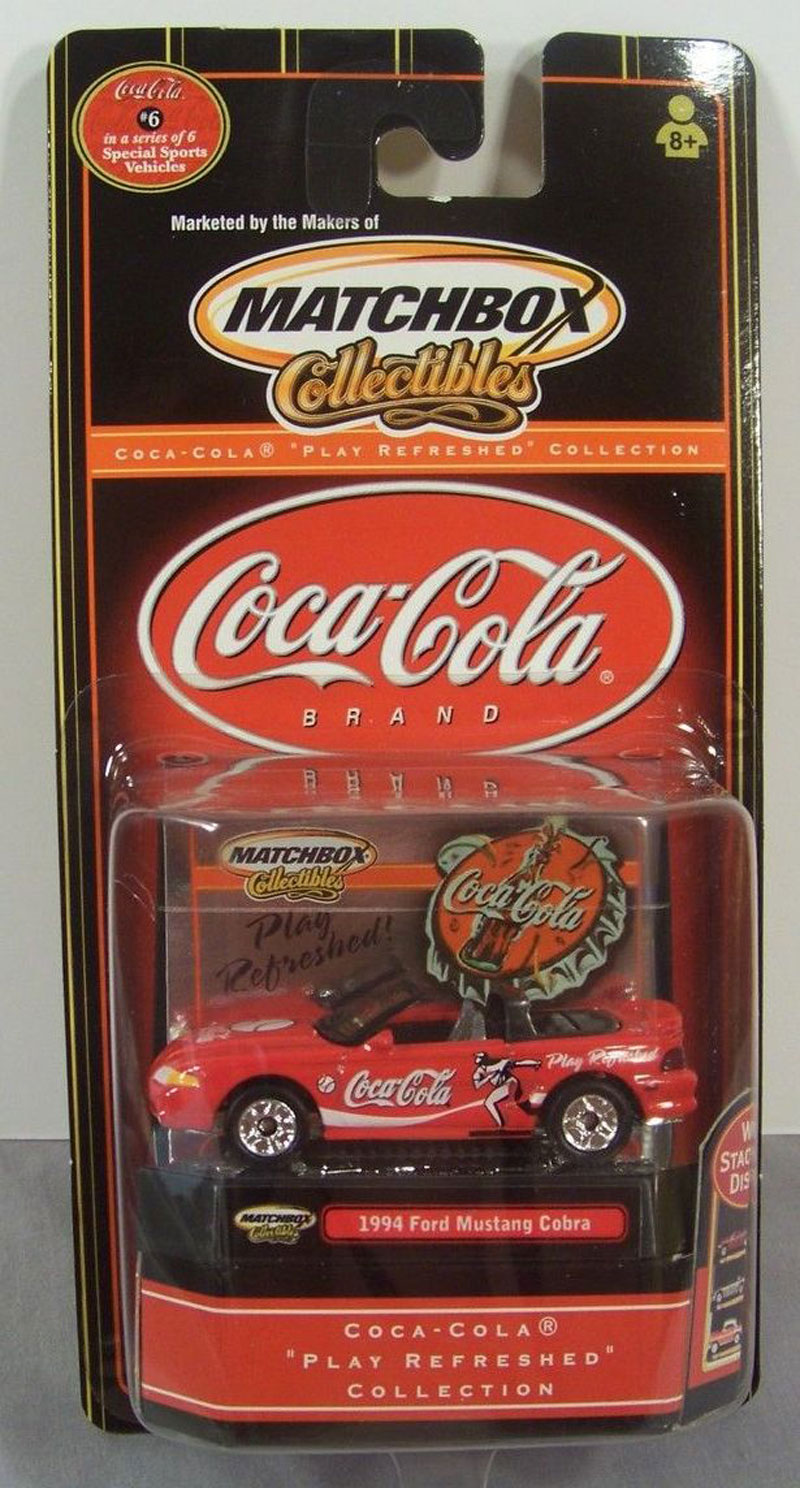 Coca-Cola
#6
in a series of 6
Special Sports
Vehicles
8+
Marketed by the Makers of
MATCHBOX
Collectibles
COCA-COLA® "PLAY REFRESHED" COLLECTION
Coca-Cola®
BRAND
MATCHBOX
Collectibles
Coca-Cola
Play
Refreshed!
Coca-Cola
Play Refreshed
MATCHBOX
Collectibles
1994 Ford Mustang Cobra
COCA-COLA®
"PLAY REFRESHED"
COLLECTION